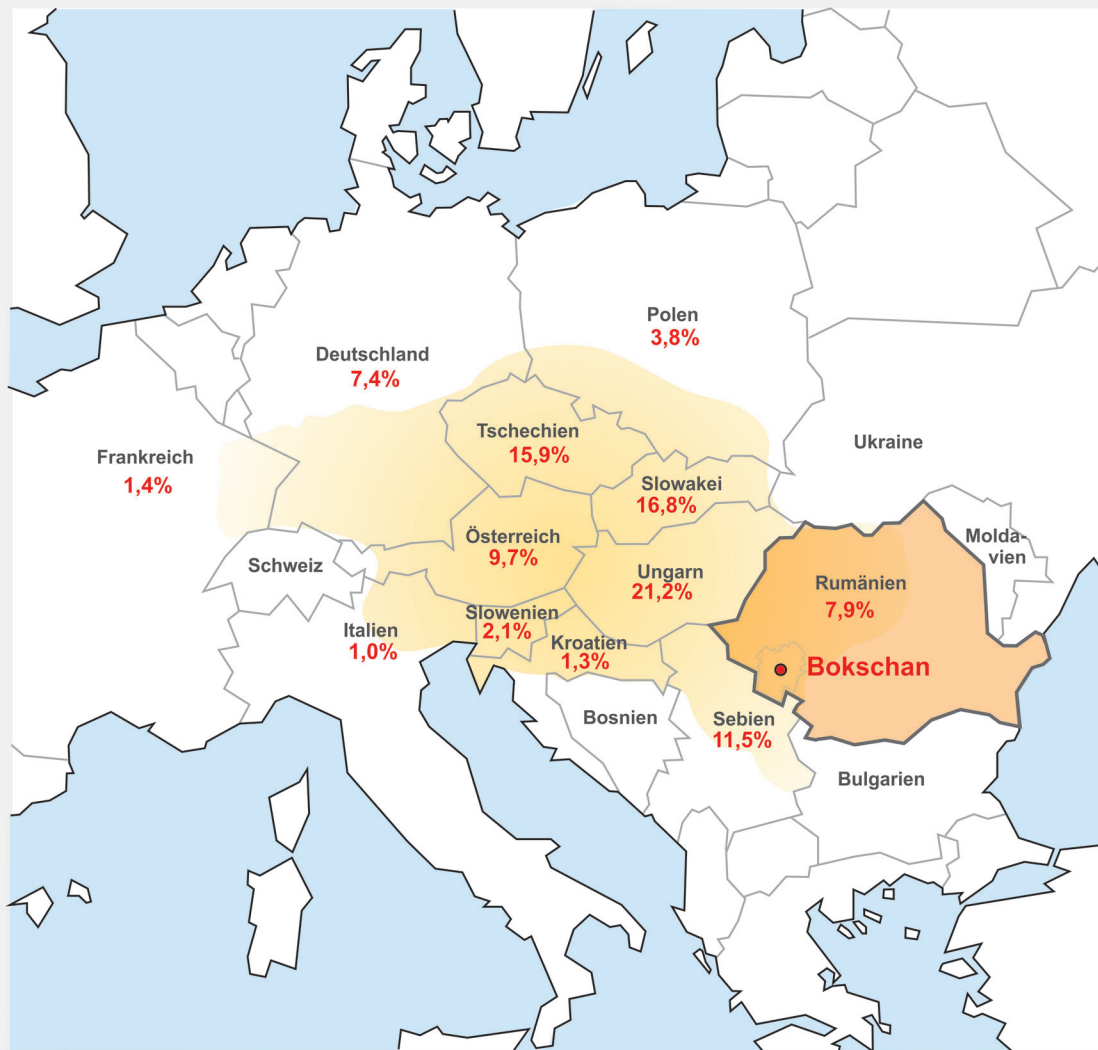 Polen
3,8%
Deutschland
7,4%
Tschechien
15,9%
Ukraine
Frankreich
1,4%
Slowakei
16,8%
Österreich
9,7%
Molda-
vien
Schweiz
Ungarn
21,2%
Rumänien
7,9%
Slowenien
2,1%
Italien
1,0%
Kroatien
1,3%
Bokschan
Bosnien
Sebien
11,5%
Bulgarien